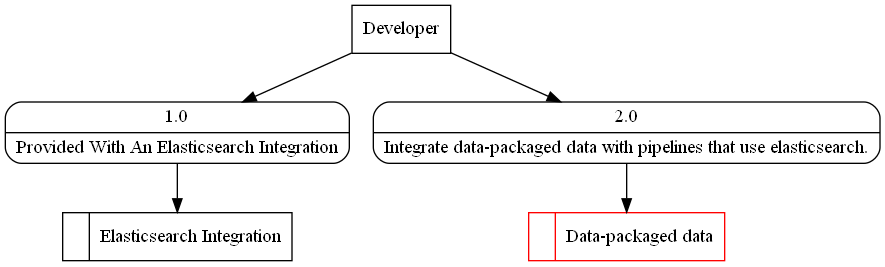 Developer
1.0
Provided With An Elasticsearch Integration
2.0
Integrate data-packaged data with pipelines that use elasticsearch.
Elasticsearch Integration
Data-packaged data